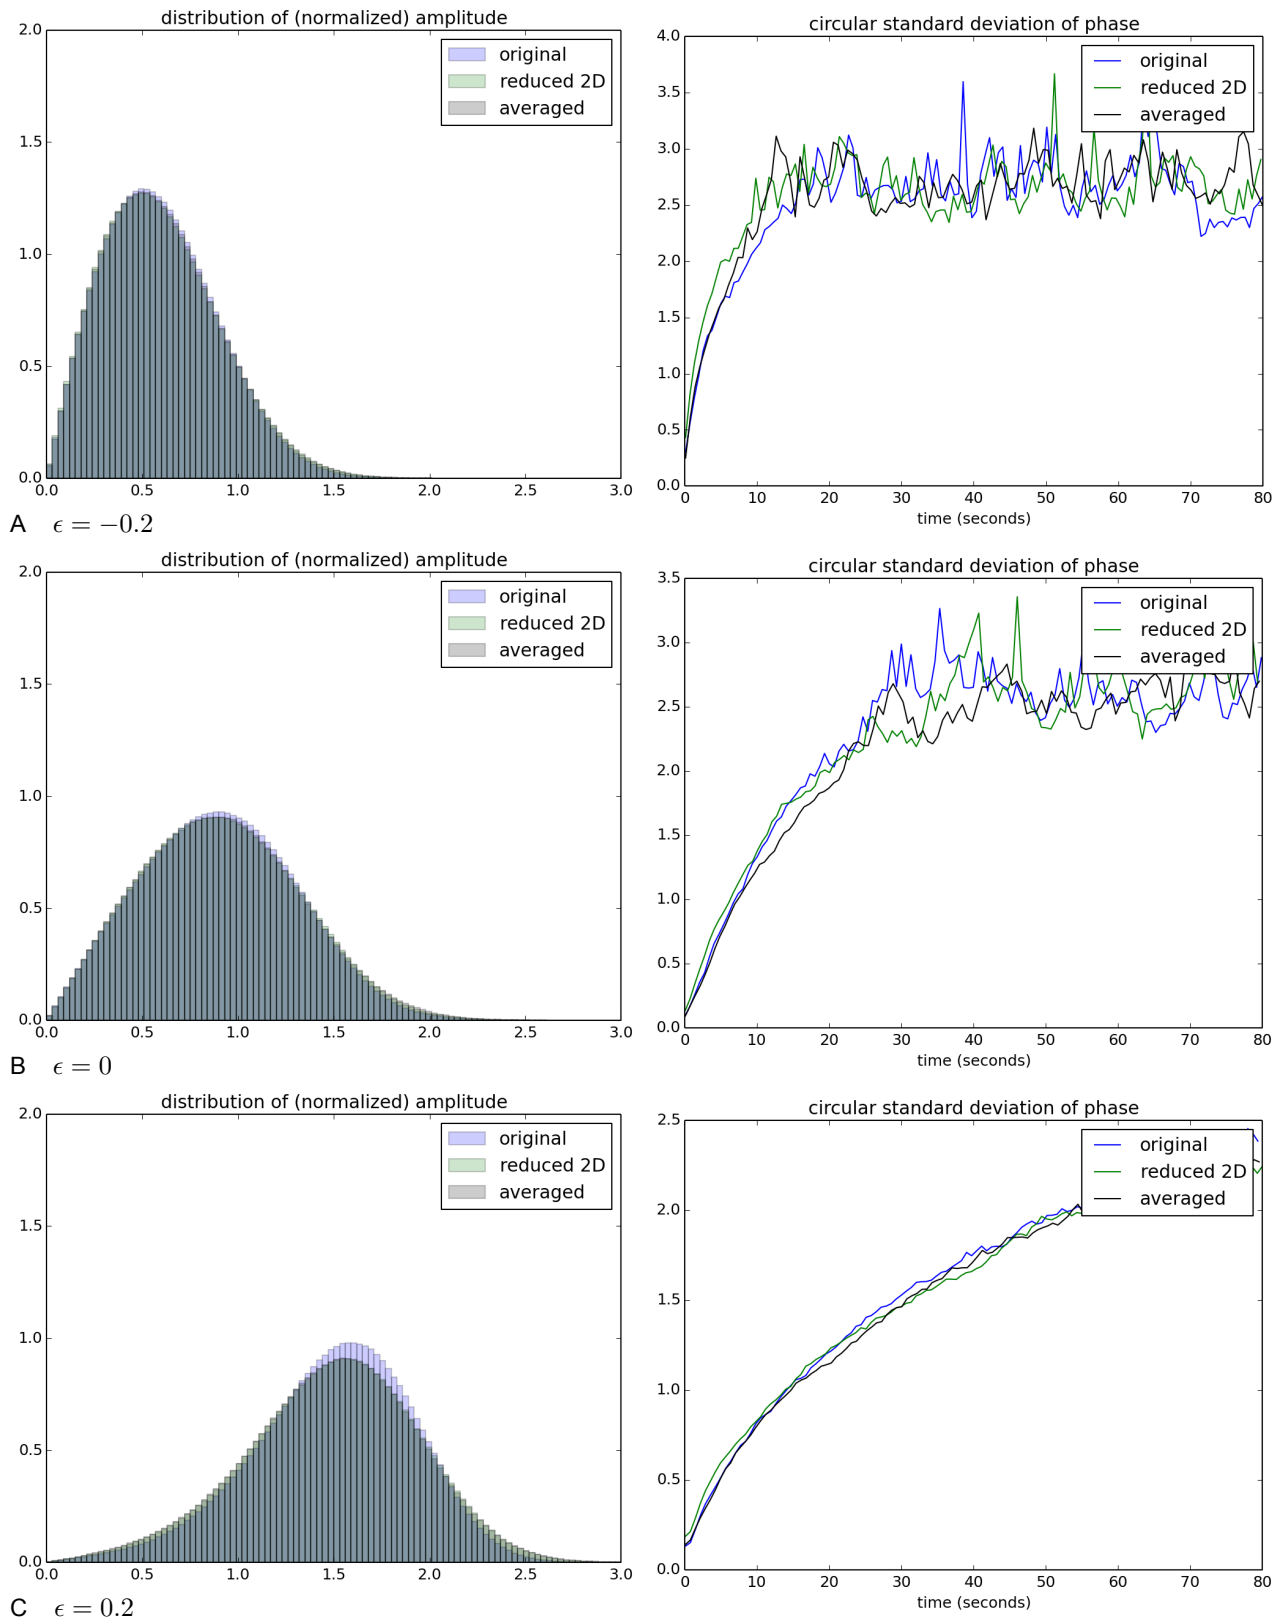 distribution of (normalized) amplitude
2.0
1.5
1.0
0.5
0.0
0.0 0.5 1.0 1.5 2.0 2.5 3.0
original
reduced 2D
averaged
circular standard deviation of phase
4.0
3.5
3.0
2.5
2.0
1.5
1.0
0.5
0.0
0 10 20 30 40 50 60 70 80
time (seconds)
original
reduced 2D
averaged
A ϵ = −0.2
distribution of (normalized) amplitude
2.0
1.5
1.0
0.5
0.0
0.0 0.5 1.0 1.5 2.0 2.5 3.0
original
reduced 2D
averaged
circular standard deviation of phase
3.5
3.0
2.5
2.0
1.5
1.0
0.5
0.0
0 10 20 30 40 50 60 70 80
time (seconds)
original
reduced 2D
averaged
B ϵ = 0
distribution of (normalized) amplitude
2.0
1.5
1.0
0.5
0.0
0.0 0.5 1.0 1.5 2.0 2.5 3.0
original
reduced 2D
averaged
circular standard deviation of phase
2.5
2.0
1.5
1.0
0.5
0.0
0 10 20 30 40 50 60 70 80
time (seconds)
original
reduced 2D
averaged
C ϵ = 0.2